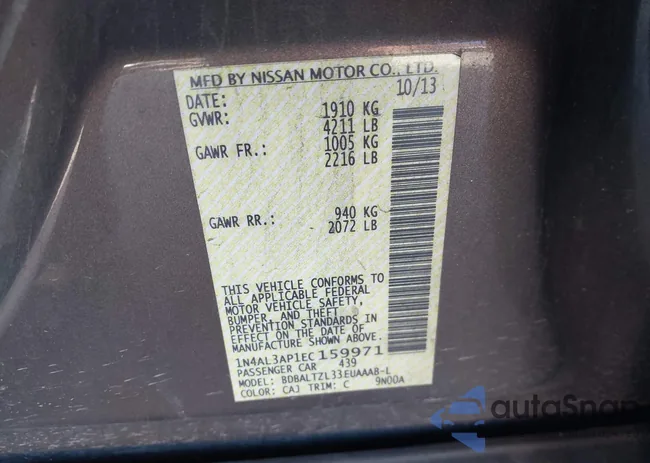 MFD BY NISSAN MOTOR CO., LTD.
DATE: 10/13
GVWR: 1910 KG
4211 LB
GAWR FR.: 1005 KG
2216 LB
GAWR RR.: 940 KG
2072 LB
THIS VEHICLE CONFORMS TO
ALL APPLICABLE FEDERAL
MOTOR VEHICLE SAFETY,
BUMPER, AND THEFT
PREVENTION STANDARDS IN
EFFECT ON THE DATE OF
MANUFACTURE SHOWN ABOVE.
1N4AL3AP1EC159971
PASSENGER CAR 439
MODEL: BDBALTZL33EUAAAB-L
COLOR: CAJ TRIM: C 9N00A
autoSnap